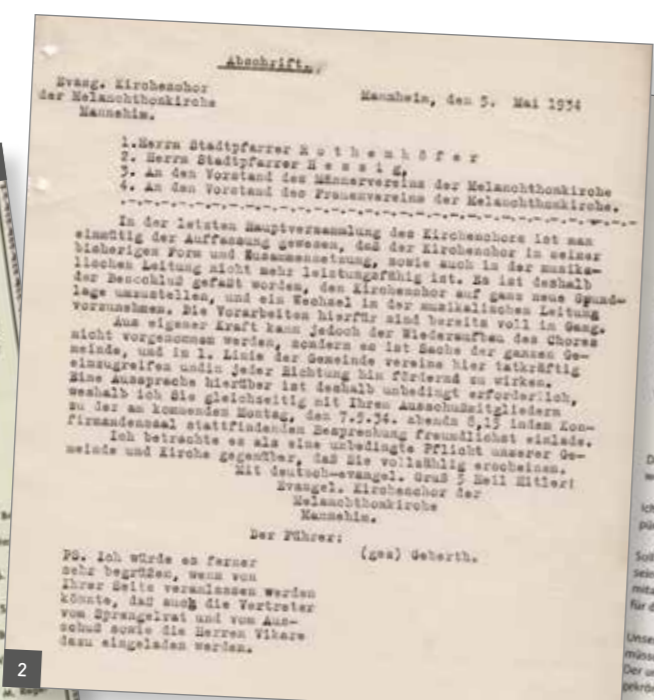 Abschrift.
Evang. Kirchenchor
der Melanchthonkirche
Mannheim.
Mannheim, den 5. Mai 1934
1.Herrn Stadtpfarrer R o t h e n h ö f e r
2. Herrn Stadtpfarrer H e s s i g,
3. An den Vorstand des Männervereins der Melanchthonkirche
4. An den Vorstand des Frauenvereins der Melanchthonkirche.
In der letzten Hauptversammlung des Kirchenchors ist man
einmütig der Auffassung gewesen, daß der Kirchenchor in seiner
bisherigen Form und Zusammensetzung, sowie auch in der musika-
lischen Leitung nicht mehr leistungsfähig ist. Es ist deshalb
der Beschluß gefaßt worden, den Kirchenchor auf ganz neue Grund-
lage umzustellen, und ein Wechsel in der musikalischen Leitung
vorzunehmen. Die Vorarbeiten hierfür sind bereits voll in Gang.
Aus eigener Kraft kann jedoch der Wiederaufbau des Chores
nicht vorgenommen werden, sondern es ist Sache der ganzen Ge-
meinde, und in 1. Linie der Gemeinde vereine hier tatkräftig
einzugreifen undin jeder Richtung hin fördernd zu wirken.
Eine Aussprache hierüber ist deshalb unbedingt erforderlich,
weshalb ich Sie gleichzeitig mit Ihren Ausschußmitgliedern
zu der am kommenden Montag, den 7.5.34. abends 8,15 indem Kon-
firmandensaal stattfindenden Besprechung freundlichst einlade.
Ich betrachte es als eine unbedingte Pflicht unserer Ge-
meinde und Kirche gegenüber, daß Sie vollzählig erscheinen.
Mit deutsch-evangel. Gruß 5 Heil Hitler!
Evangel. Kirchenchor der
Melanchthonkirche
Mannheim.
Der Führer:
(gez) Geberth.
PS. ich würde es ferner
sehr begrüßen, wenn von
Ihrer Seite veranlassen werden
könnte, daß auch die Vertreter
vom Sprengelrat und vom Aus-
schuß sowie die Herren Vikare
dazu eingeladen werden.
2